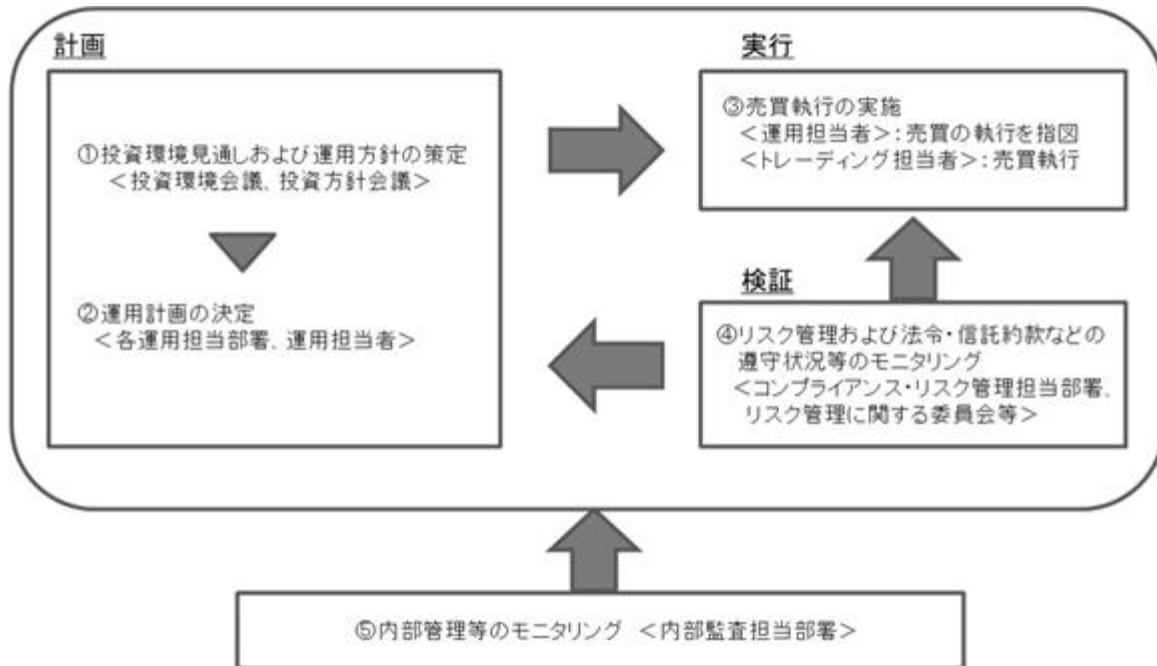 計画
①投資環境見通しおよび運用方針の策定
＜投資環境会議、投資方針会議＞
②運用計画の決定
＜各運用担当部署、運用担当者＞
実行
③売買執行の実施
＜運用担当者＞：売買の執行を指図
＜トレーディング担当者＞：売買執行
検証
④リスク管理および法令・信託約款などの
遵守状況等のモニタリング
＜コンプライアンス・リスク管理担当部署、
リスク管理に関する委員会等＞
⑤内部管理等のモニタリング ＜内部監査担当部署＞